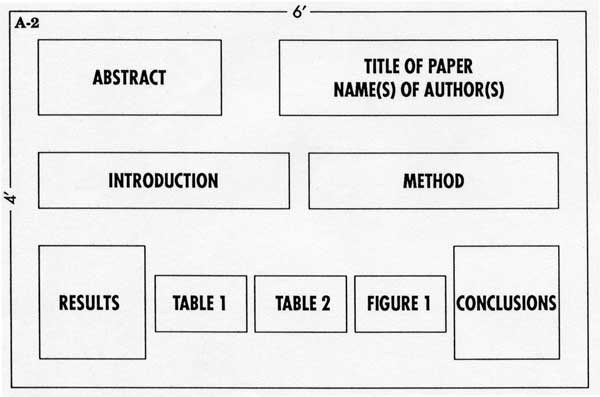 6′
A-2
ABSTRACT
TITLE OF PAPER
NAME(S) OF AUTHOR(S)
INTRODUCTION
METHOD
4′
RESULTS
TABLE 1
TABLE 2
FIGURE 1
CONCLUSIONS